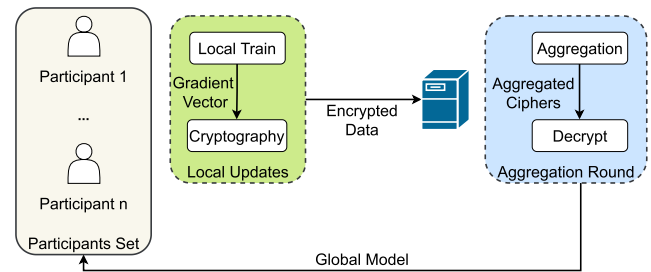 Participant 1
...
Participant n
Participants Set
Local Train
Gradient
Vector
Cryptography
Local Updates
Encrypted
Data
Aggregation
Aggregated
Ciphers
Decrypt
Aggregation Round
Global Model